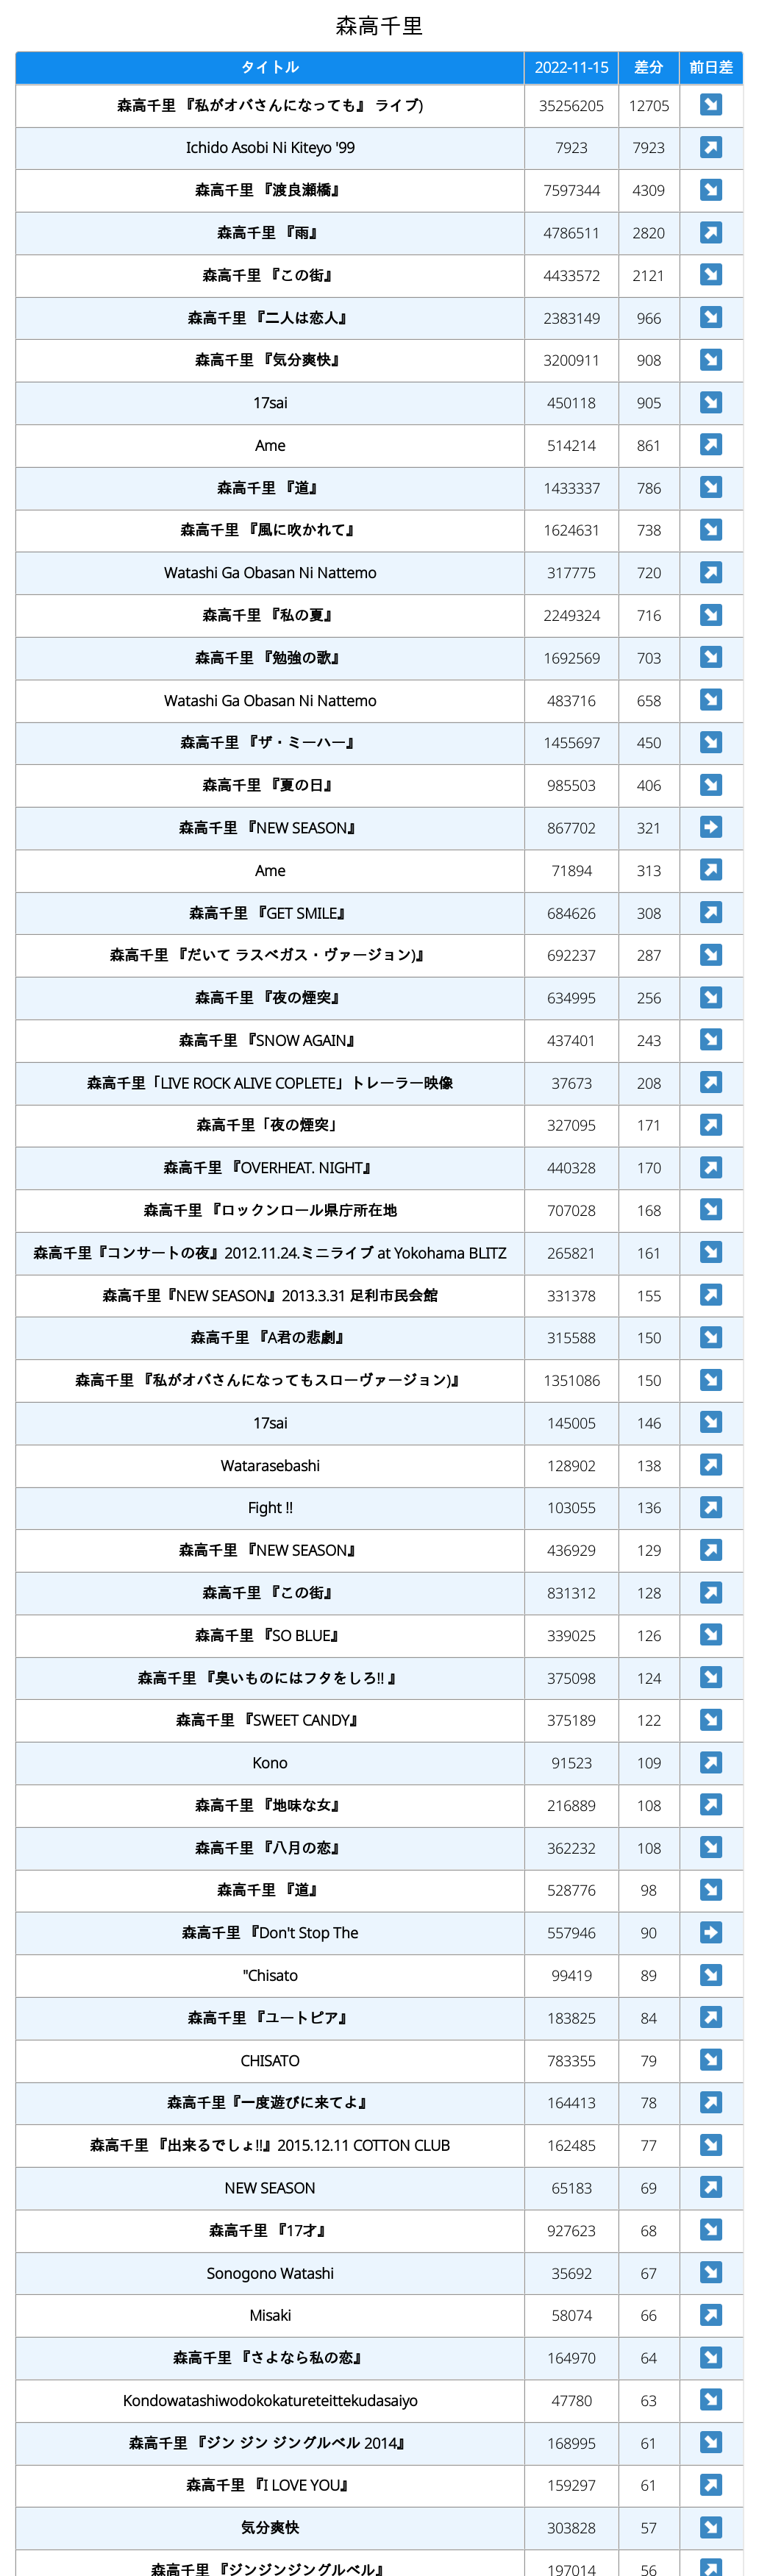 森高千里
タイトル 2022-11-15 差分 前日差
森高千里 『私がオバさんになっても』 ライブ) 35256205 12705 ↘
Ichido Asobi Ni Kiteyo '99 7923 7923 ↗
森高千里 『渡良瀬橋』 7597344 4309 ↘
森高千里 『雨』 4786511 2820 ↗
森高千里 『この街』 4433572 2121 ↘
森高千里 『二人は恋人』 2383149 966 ↘
森高千里 『気分爽快』 3200911 908 ↘
17sai 450118 905 ↘
Ame 514214 861 ↗
森高千里 『道』 1433337 786 ↘
森高千里 『風に吹かれて』 1624631 738 ↘
Watashi Ga Obasan Ni Nattemo 317775 720 ↗
森高千里 『私の夏』 2249324 716 ↘
森高千里 『勉強の歌』 1692569 703 ↘
Watashi Ga Obasan Ni Nattemo 483716 658 ↘
森高千里 『ザ・ミーハー』 1455697 450 ↘
森高千里 『夏の日』 985503 406 ↘
森高千里 『NEW SEASON』 867702 321 ➡
Ame 71894 313 ↗
森高千里 『GET SMILE』 684626 308 ↗
森高千里 『だいて ラスベガス・ヴァージョン)』 692237 287 ↘
森高千里 『夜の煙突』 634995 256 ↘
森高千里 『SNOW AGAIN』 437401 243 ↘
森高千里「LIVE ROCK ALIVE COPLETE」トレーラー映像 37673 208 ↗
森高千里「夜の煙突」 327095 171 ↗
森高千里 『OVERHEAT. NIGHT』 440328 170 ↗
森高千里 『ロックンロール県庁所在地 707028 168 ↘
森高千里『コンサートの夜』2012.11.24.ミニライブ at Yokohama BLITZ 265821 161 ↘
森高千里『NEW SEASON』2013.3.31 足利市民会館 331378 155 ↗
森高千里 『A君の悲劇』 315588 150 ↘
森高千里 『私がオバさんになってもスローヴァージョン)』 1351086 150 ↘
17sai 145005 146 ↘
Watarasebashi 128902 138 ↗
Fight !! 103055 136 ↗
森高千里 『NEW SEASON』 436929 129 ↗
森高千里 『この街』 831312 128 ↗
森高千里 『SO BLUE』 339025 126 ↘
森高千里 『臭いものにはフタをしろ!! 』 375098 124 ↘
森高千里 『SWEET CANDY』 375189 122 ↘
Kono 91523 109 ↗
森高千里 『地味な女』 216889 108 ↗
森高千里 『八月の恋』 362232 108 ↘
森高千里 『道』 528776 98 ↘
森高千里 『Don't Stop The 557946 90 ➡
"Chisato 99419 89 ↘
森高千里 『ユートピア』 183825 84 ↗
CHISATO 783355 79 ↘
森高千里『一度遊びに来てよ』 164413 78 ↗
森高千里 『出来るでしょ!!』2015.12.11 COTTON CLUB 162485 77 ↘
NEW SEASON 65183 69 ↗
森高千里 『17才』 927623 68 ↘
Sonogono Watashi 35692 67 ↘
Misaki 58074 66 ↗
森高千里 『さよなら私の恋』 164970 64 ↘
Kondowatashiwodokokatureteittekudasaiyo 47780 63 ↘
森高千里 『ジン ジン ジングルベル 2014』 168995 61 ↘
森高千里 『I LOVE YOU』 159297 61 ↗
気分爽快 303828 57 ↘
森高千里 『ジンジンジングルベル』 197014 56 ↗